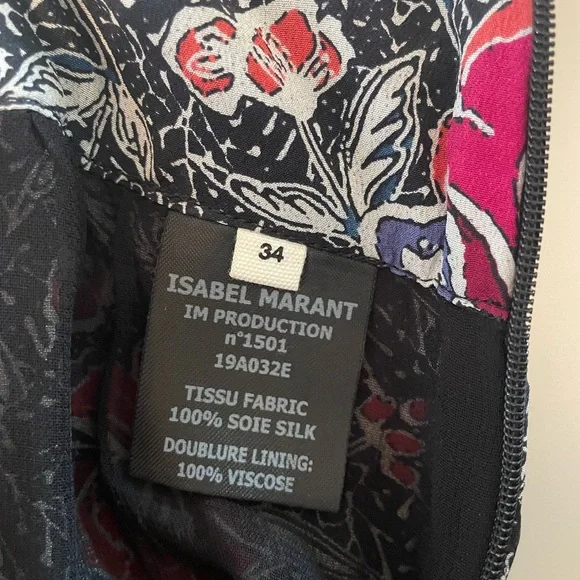 34
ISABEL MARANT
IM PRODUCTION
n°1501
19A032E
TISSU FABRIC
100% SOIE SILK
DOUBLURE LINING:
100% VISCOSE